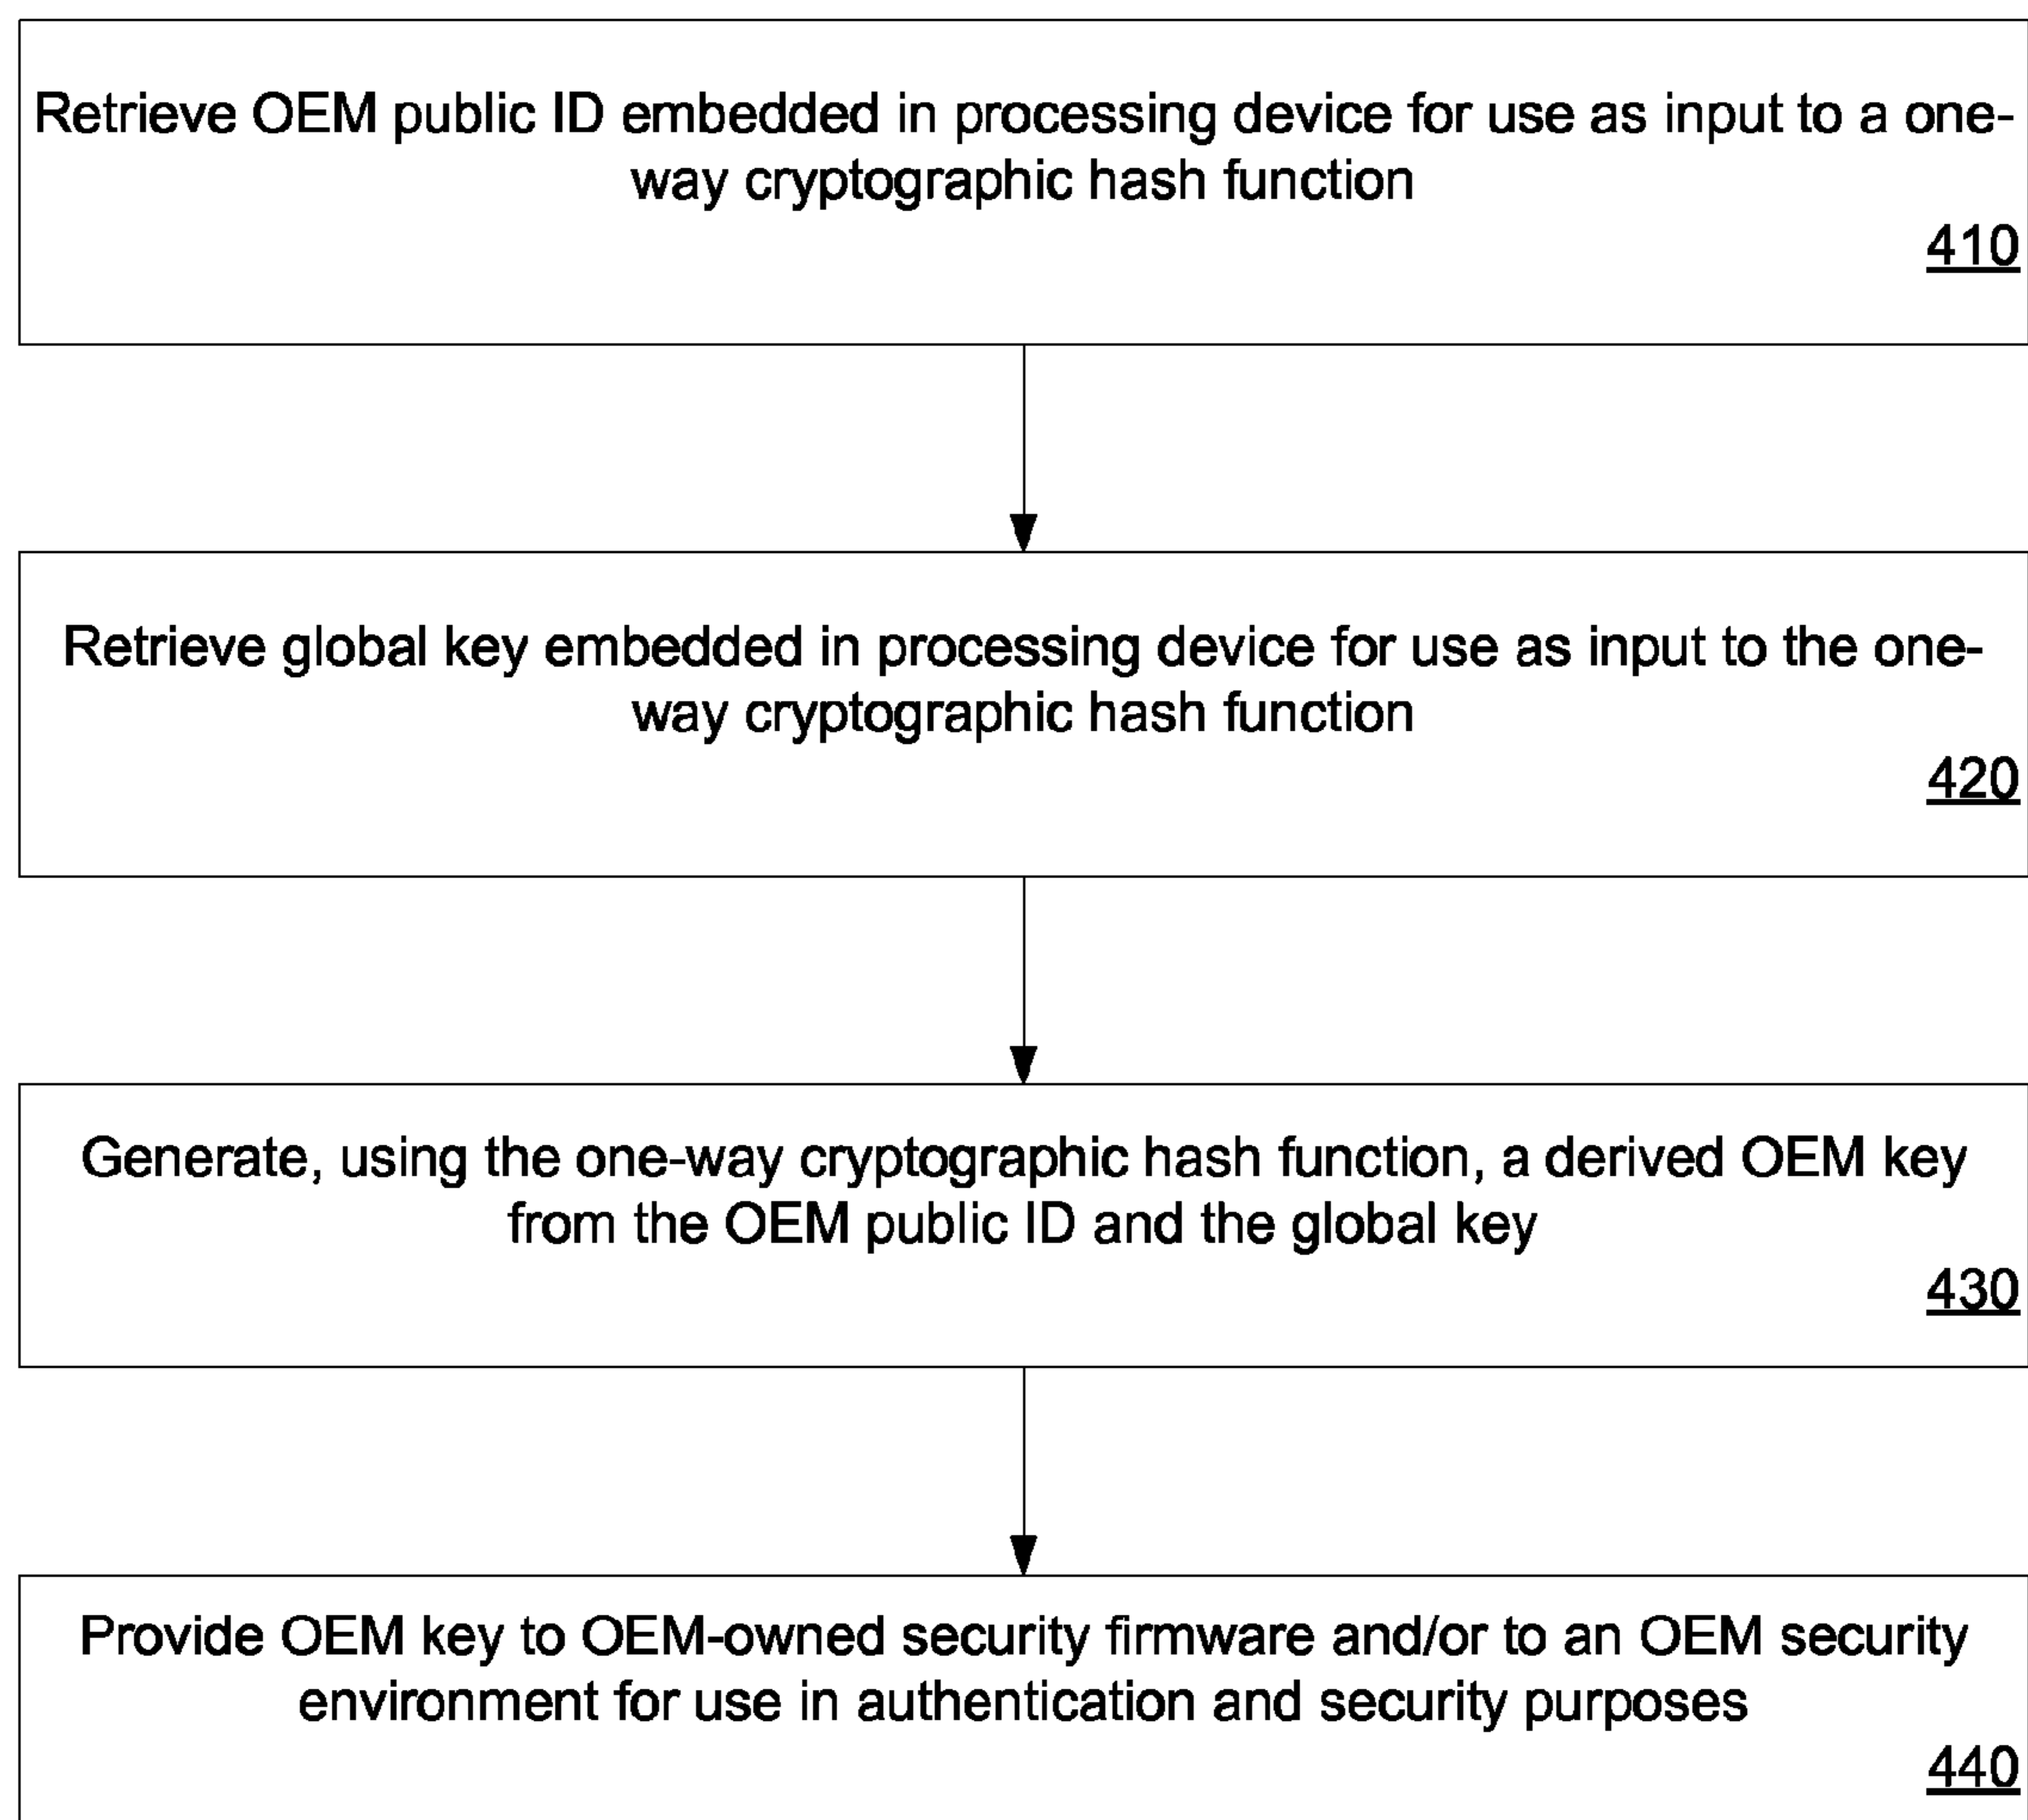 Retrieve OEM public ID embedded in processing device for use as input to a one-
way cryptographic hash function
410
Retrieve global key embedded in processing device for use as input to the one-
way cryptographic hash function
420
Generate, using the one-way cryptographic hash function, a derived OEM key
from the OEM public ID and the global key
430
Provide OEM key to OEM-owned security firmware and/or to an OEM security
environment for use in authentication and security purposes
440